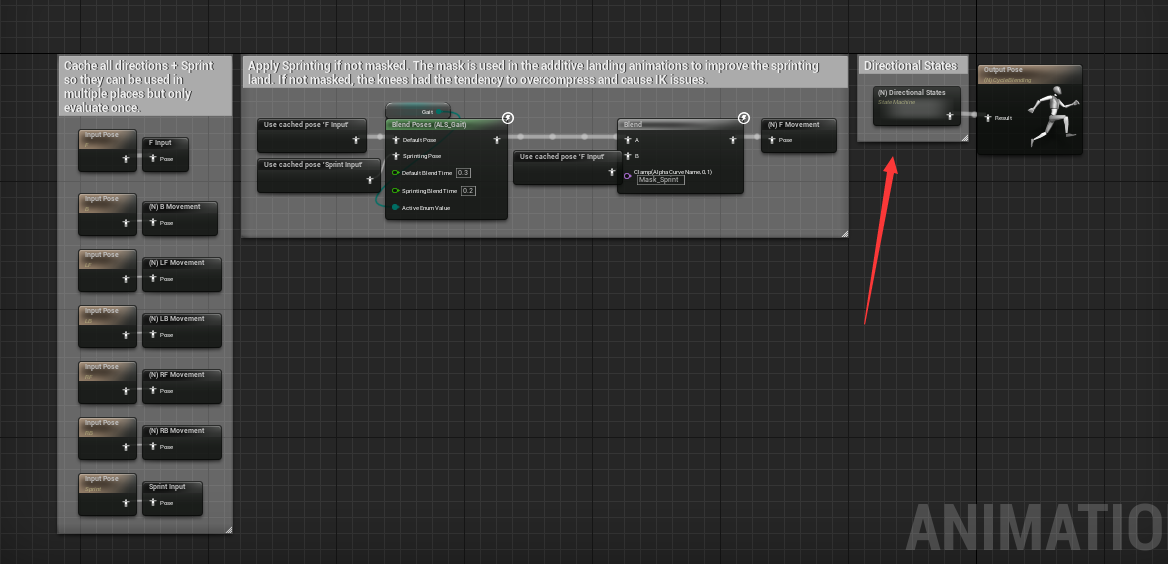 Cache all directions + Sprint
so they can be used in
multiple places but only
evaluate once.
Input Pose
F
F Input
Pose
Input Pose
(N) B Movement
Pose
Input Pose
LF
(N) LF Movement
Pose
Input Pose
LB
(N) LB Movement
Pose
Input Pose
RF
(N) RF Movement
Pose
Input Pose
RB
(N) RB Movement
Pose
Input Pose
Sprint
Sprint Input
Pose
Apply Sprinting if not masked. The mask is used in the additive landing animations to improve the sprinting
land. If not masked, the knees had the tendency to overcompress and cause IK issues.
Use cached pose 'F Input'
Use cached pose 'Sprint Input'
Gait
Blend Poses (ALS_Gait)
Default Pose
Sprinting Pose
Default Blend Time 0.3
Sprinting Blend Time 0.2
Active Enum Value
Use cached pose 'F Input'
Blend
A
B
Clamp(AlphaCurve Name, 0, 1)
Mask_Sprint
(N) F Movement
Pose
Directional States
(N) Directional States
State Machine
Output Pose
(N) CycleBlending
Result
ANIMATIO